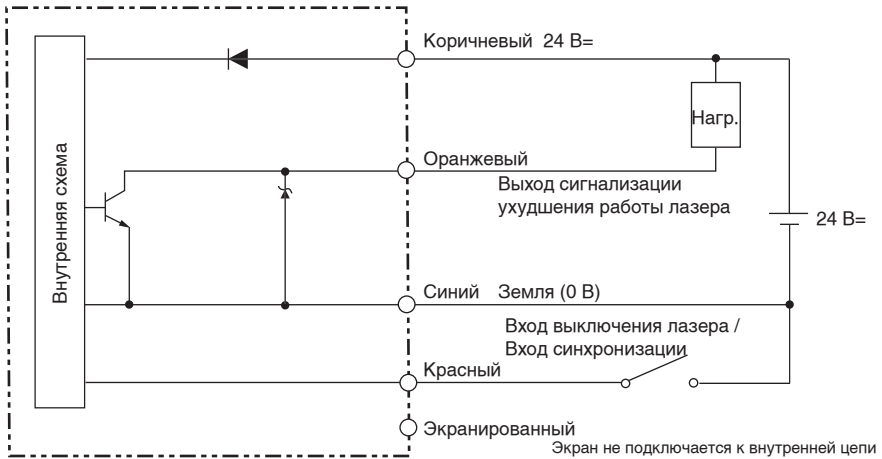 Коричневый 24 В=
Нагр.
Оранжевый
Выход сигнализации
ухудшения работы лазера
24 В=
Внутренняя схема
Синий Земля (0 В)
Вход выключения лазера /
Вход синхронизации
Красный
Экранированный
Экран не подключается к внутренней цепи